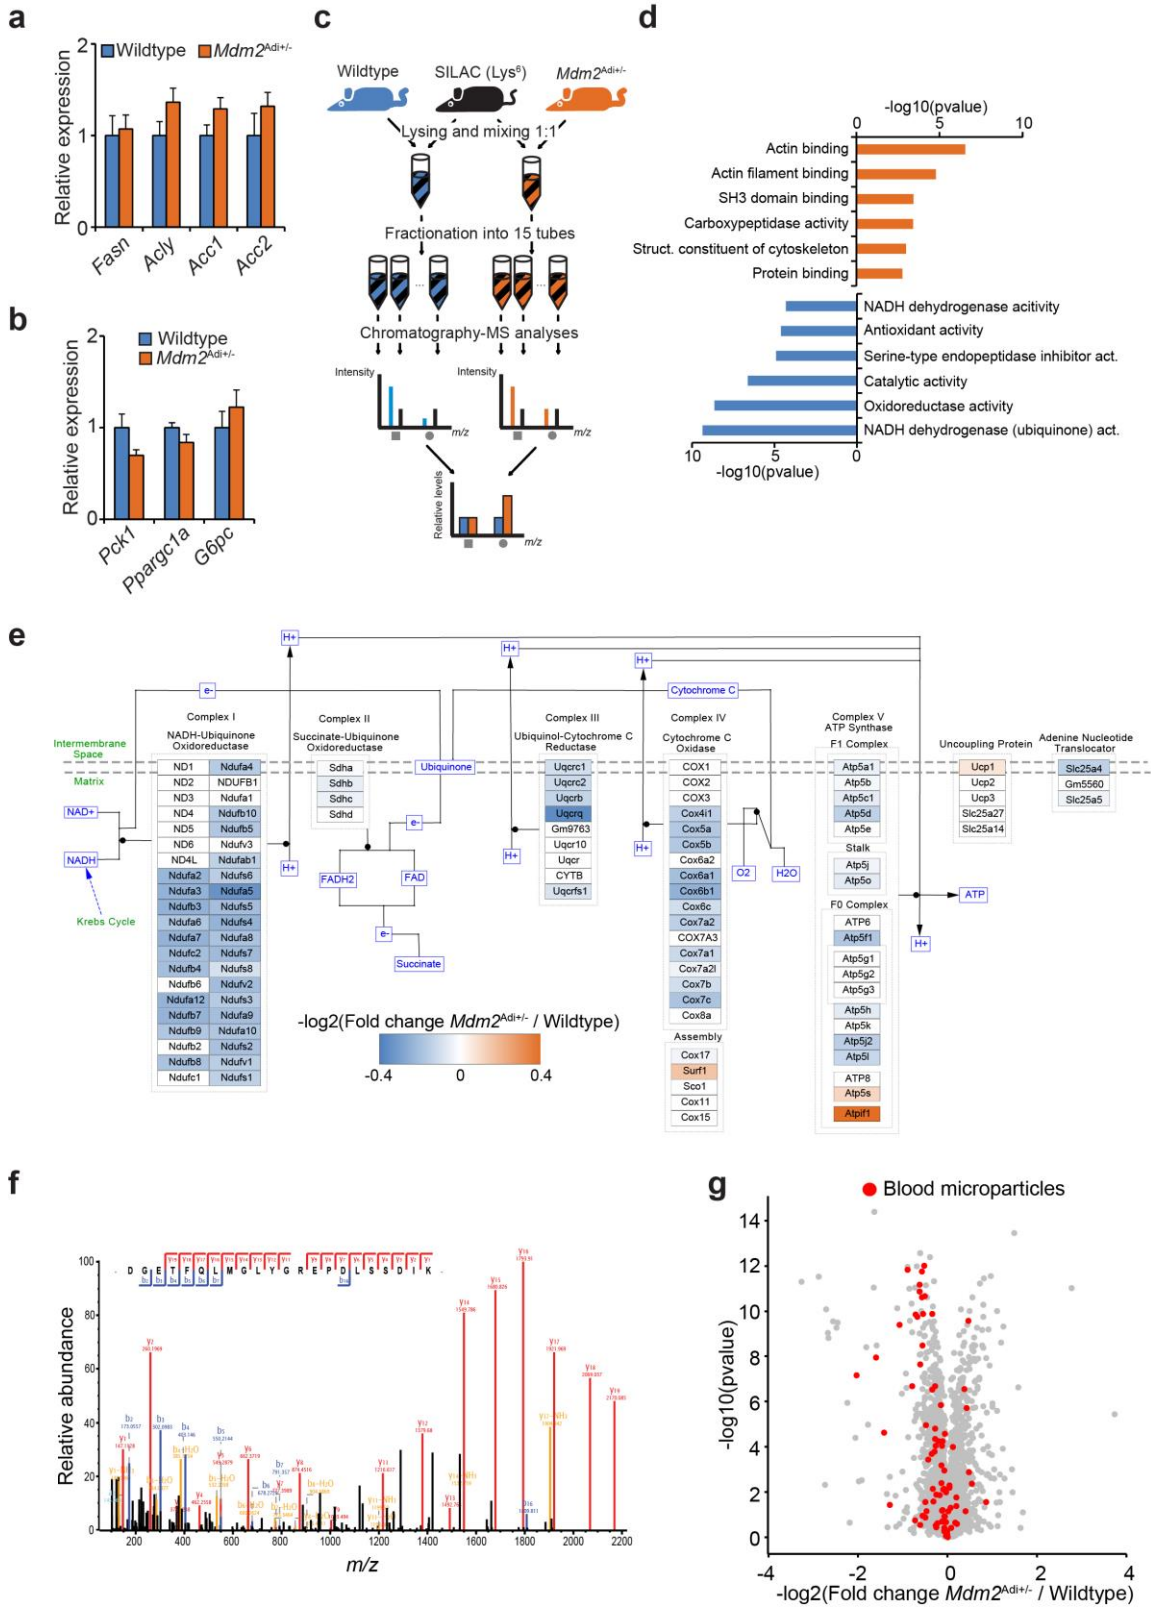 a
2
Wildtype
Mdm2Adi+/-
Relative expression
1
0
Fasn
Acly
Acc1
Acc2
b
2
Wildtype
Mdm2Adi+/-
Relative expression
1
0
Pck1
Ppargc1a
G6pc
c
Wildtype
SILAC (Lys6)
Mdm2Adi+/-
Lysing and mixing 1:1
Fractionation into 15 tubes
...
...
Chromatography-MS analyses
Intensity
Intensity
m/z
m/z
Relative levels
m/z
d
-log10(pvalue)
0 5 10
Actin binding
Actin filament binding
SH3 domain binding
Carboxypeptidase activity
Struct. constituent of cytoskeleton
Protein binding
NADH dehydrogenase acitivity
Antioxidant activity
Serine-type endopeptidase inhibitor act.
Catalytic activity
Oxidoreductase activity
NADH dehydrogenase (ubiquinone) act.
10 5 0
-log10(pvalue)
e
H+
H+
H+
e-
Cytochrome C
Intermembrane
Space
Matrix
NAD+
NADH
Krebs Cycle
Complex I
NADH-Ubiquinone
Oxidoreductase
ND1 Ndufa4
ND2 NDUFB1
ND3 Ndufa1
ND4 Ndufb10
ND5 Ndufb5
ND6 Ndufv3
ND4L Ndufab1
Ndufa2 Ndufs6
Ndufa3 Ndufa5
Ndufb3 Ndufs5
Ndufa6 Ndufs4
Ndufa7 Ndufa8
Ndufc2 Ndufs7
Ndufb4 Ndufs8
Ndufb6 Ndufv2
Ndufa12 Ndufs3
Ndufb7 Ndufa9
Ndufb9 Ndufa10
Ndufb2 Ndufs2
Ndufb8 Ndufv1
Ndufc1 Ndufs1
H+
Complex II
Succinate-Ubiquinone
Oxidoreductase
Sdha
Sdhb
Sdhc
Sdhd
Ubiquinone
e-
FADH2
FAD
e-
Succinate
Complex III
Ubiquinol-Cytochrome C
Reductase
Uqcrc1
Uqcrc2
Uqcrb
Uqcrq
Gm9763
Uqcr10
Uqcr
CYTB
Uqcrfs1
H+
Complex IV
Cytochrome C
Oxidase
COX1
COX2
COX3
Cox4i1
Cox5a
Cox5b
Cox6a2
Cox6a1
Cox6b1
Cox6c
Cox7a2
COX7A3
Cox7a1
Cox7a2l
Cox7b
Cox7c
Cox8a
Assembly
Cox17
Surf1
Sco1
Cox11
Cox15
H+
O2
H2O
Complex V
ATP Synthase
F1 Complex
Atp5a1
Atp5b
Atp5c1
Atp5d
Atp5e
Stalk
Atp5j
Atp5o
F0 Complex
ATP6
Atp5f1
Atp5g1
Atp5g2
Atp5g3
Atp5h
Atp5k
Atp5j2
Atp5l
ATP8
Atp5s
Atpif1
ATP
H+
Uncoupling Protein
Ucp1
Ucp2
Ucp3
Slc25a27
Slc25a14
Adenine Nucleotide
Translocator
Slc25a4
Gm5560
Slc25a5
-log2(Fold change Mdm2Adi+/- / Wildtype)
-0.4 0 0.4
f
D G E T F Q L M G L Y G R E P D L S S D I K
Relative abundance
100
80
60
40
20
0
200 400 600 800 1000 1200 1400 1600 1800 2000 2200
m/z
g
Blood microparticles
-log10(pvalue)
14
12
10
8
6
4
2
0
-4 -2 0 2 4
-log2(Fold change Mdm2Adi+/- / Wildtype)